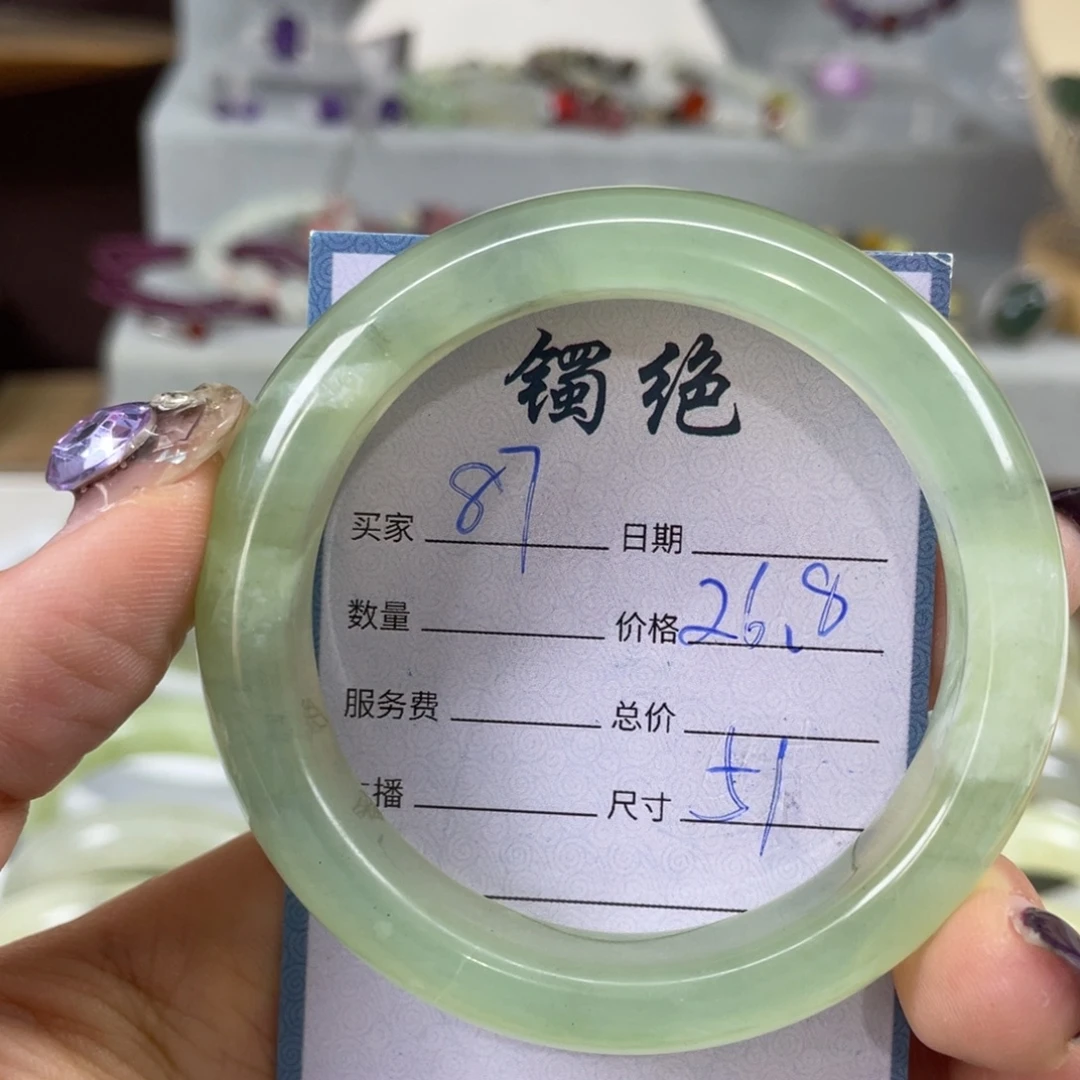 镯绝
买家 87 日期
数量 价格 26.8
服务费 总价
播 尺寸 51